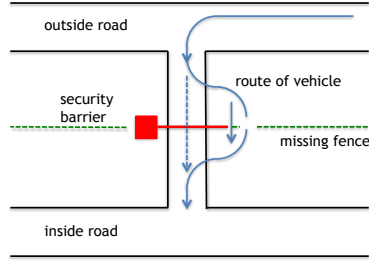 outside road
route of vehicle
security
barrier
missing fence
inside road